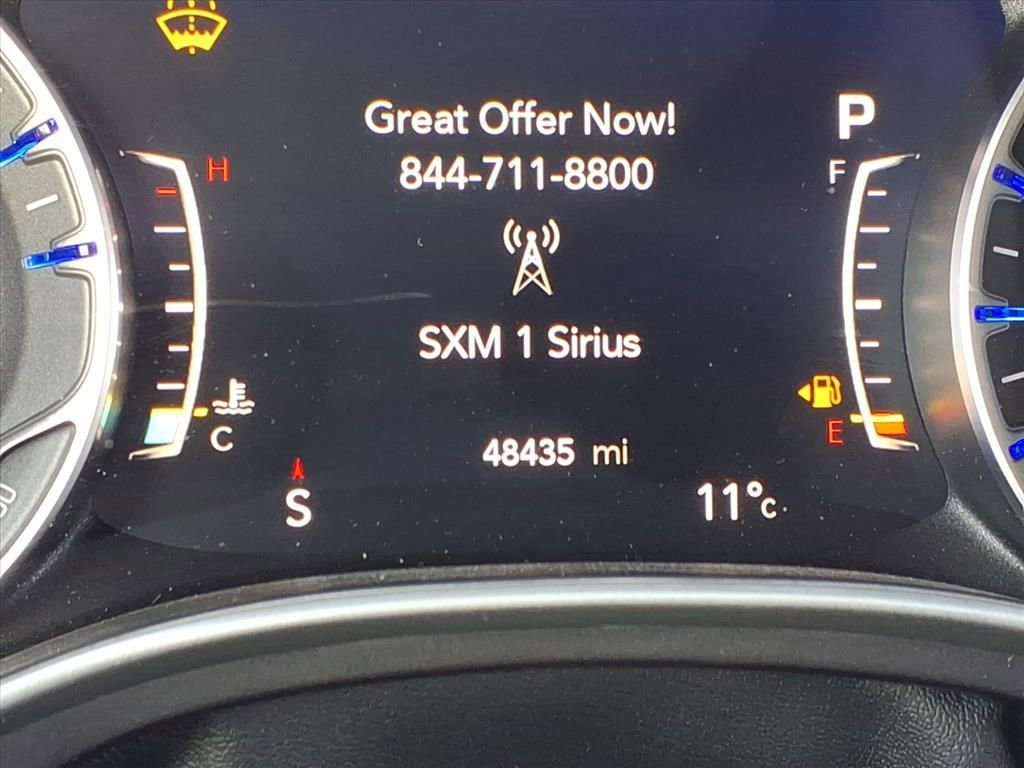 Great Offer Now!
P
H
844-711-8800
F
SXM 1 Sirius
C
E
48435 mi
S
11°C